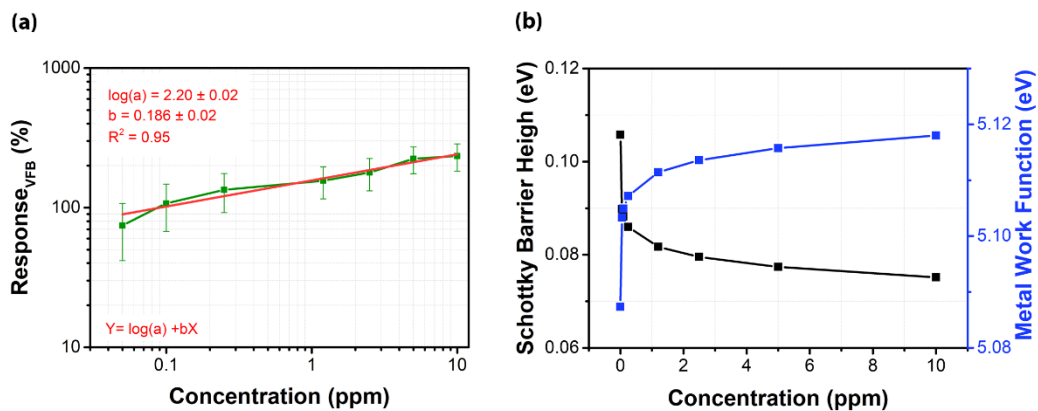 (a)
1000
100
10
Response_VFB (%)
log(a) = 2.20 ± 0.02
b = 0.186 ± 0.02
R² = 0.95
Y= log(a) +bX
0.1
1
10
Concentration (ppm)
(b)
0.12
0.10
0.08
0.06
Schottky Barrier Heigh (eV)
5.12
5.10
5.08
Metal Work Function (eV)
0
2
4
6
8
10
Concentration (ppm)